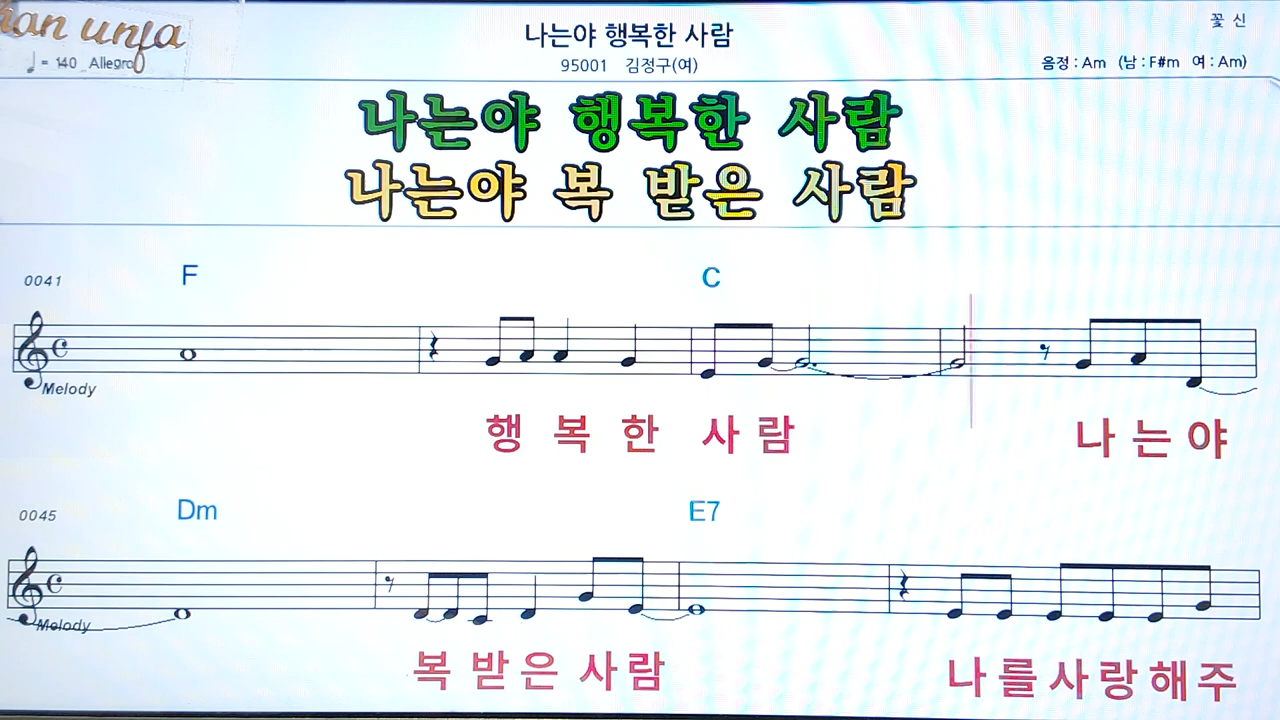 나는야 행복한 사람
꽃 신
♩= 140 Allegro
95001 김정구(여)
음정 : Am (남 : F#m 여 : Am)
나는야 행복한 사람
나는야 복 받은 사람
0041
F
C
Melody
행 복 한 사 람 나 는 야
0045
Dm
E7
Melody
복 받 은 사 람 나 를 사 랑 해 주